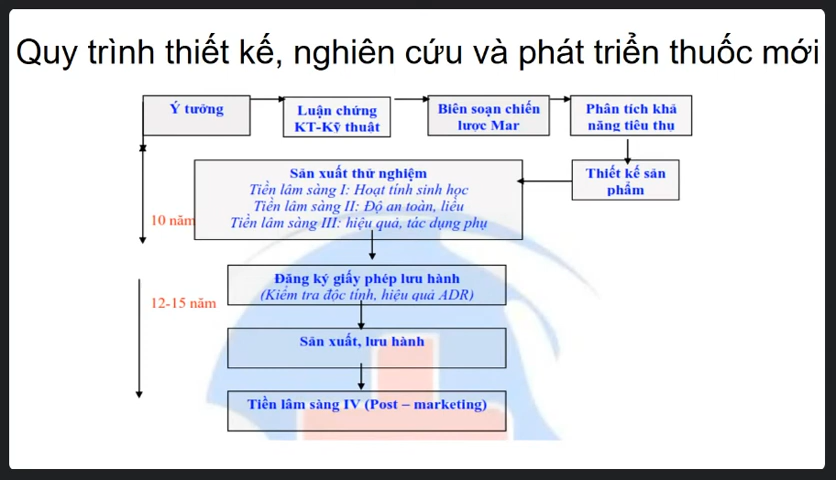 Quy trình thiết kế, nghiên cứu và phát triển thuốc mới
Ý tưởng
Luận chứng
KT-Kỹ thuật
Biên soạn chiến
lược Mar
Phân tích khả
năng tiêu thụ
Thiết kế sản
phẩm
Sản xuất thử nghiệm
Tiền lâm sàng I: Hoạt tính sinh học
Tiền lâm sàng II: Độ an toàn, liều
Tiền lâm sàng III: hiệu quả, tác dụng phụ
10 năm
Đăng ký giấy phép lưu hành
(Kiểm tra độc tính, hiệu quả ADR)
12-15 năm
Sản xuất, lưu hành
Tiền lâm sàng IV (Post – marketing)